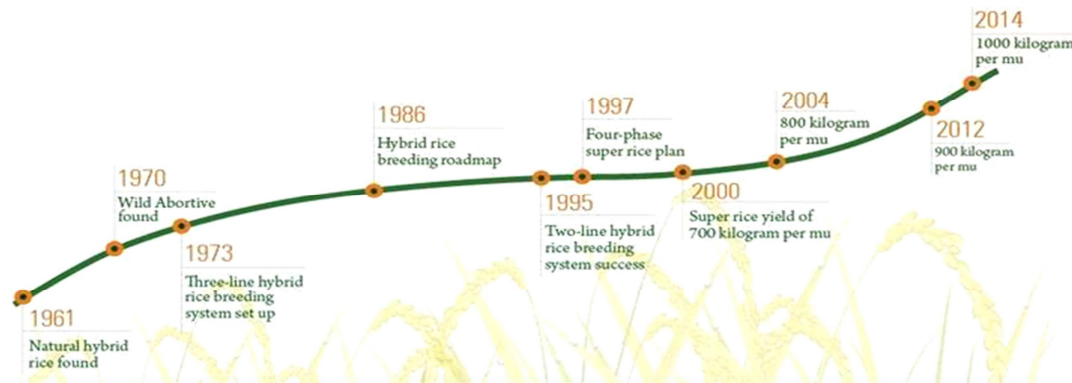 1961
Natural hybrid
rice found
1970
Wild Abortive
found
1973
Three-line hybrid
rice breeding
system set up
1986
Hybrid rice
breeding roadmap
1995
Two-line hybrid
rice breeding
system success
1997
Four-phase
super rice plan
2000
Super rice yield of
700 kilogram per mu
2004
800 kilogram
per mu
2012
900 kilogram
per mu
2014
1000 kilogram
per mu